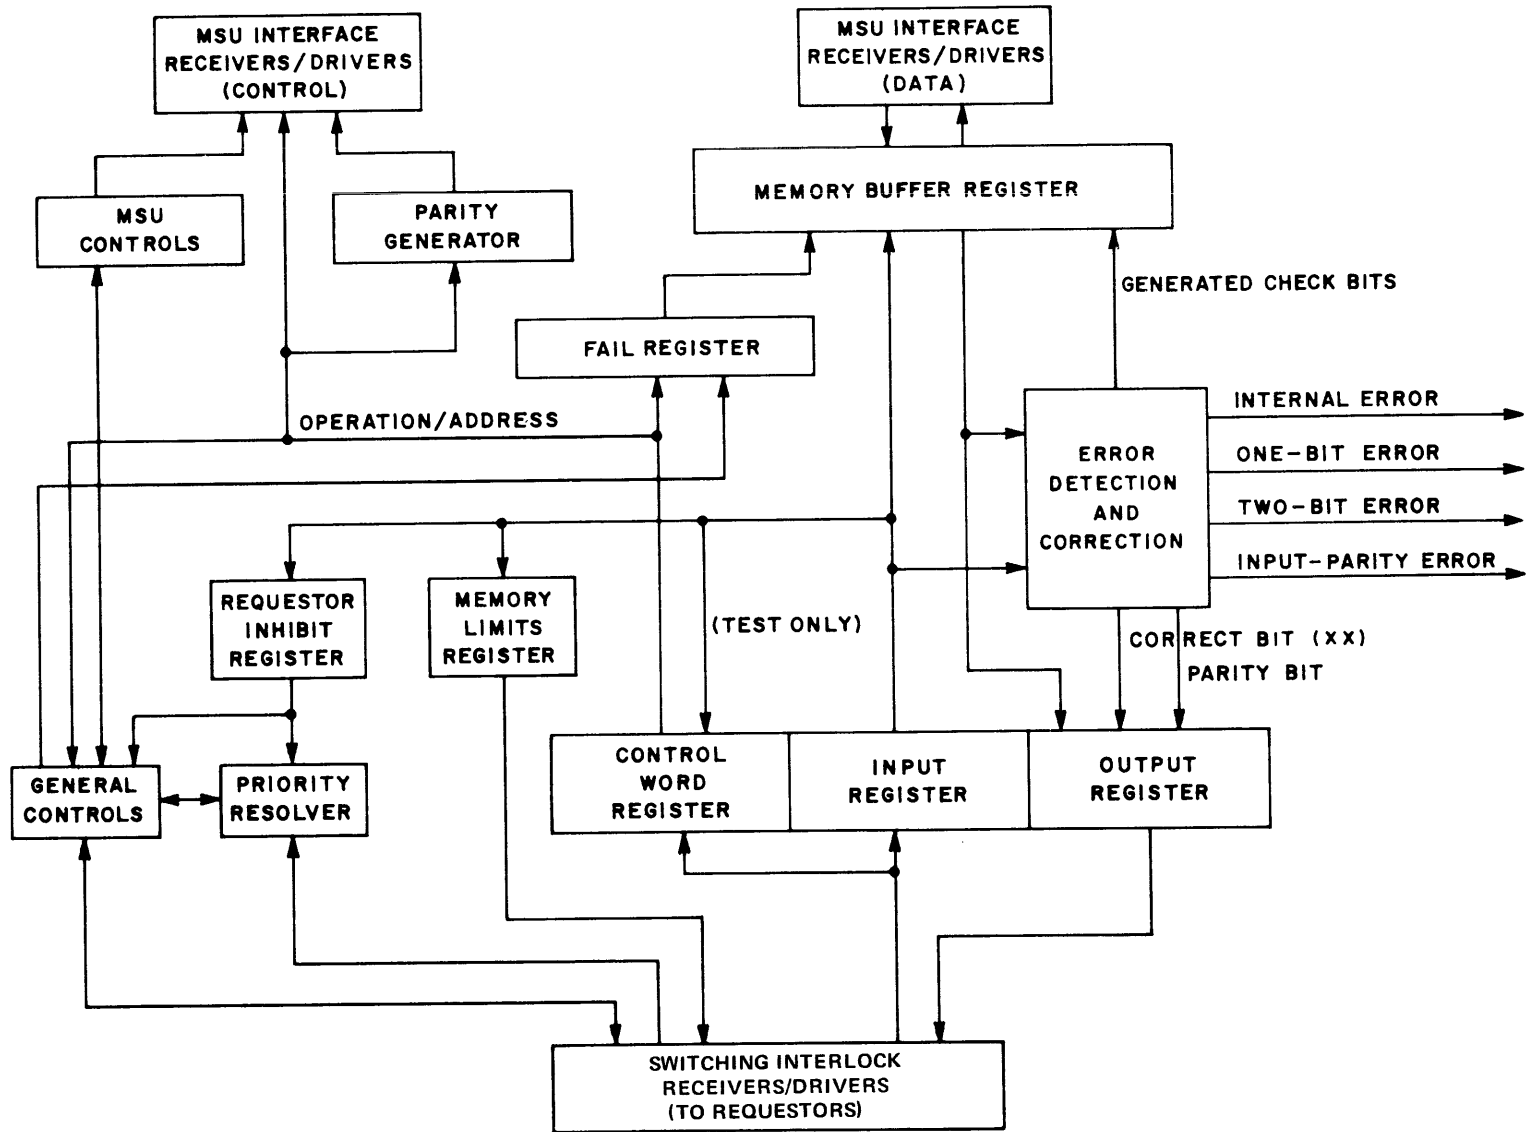 MSU INTERFACE
RECEIVERS/DRIVERS
(CONTROL)
MSU INTERFACE
RECEIVERS/DRIVERS
(DATA)
MSU
CONTROLS
PARITY
GENERATOR
MEMORY BUFFER REGISTER
GENERATED CHECK BITS
FAIL REGISTER
OPERATION/ADDRESS
ERROR
DETECTION
AND
CORRECTION
INTERNAL ERROR
ONE-BIT ERROR
TWO-BIT ERROR
INPUT-PARITY ERROR
REQUESTOR
INHIBIT
REGISTER
MEMORY
LIMITS
REGISTER
(TEST ONLY)
CORRECT BIT (XX)
PARITY BIT
GENERAL
CONTROLS
PRIORITY
RESOLVER
CONTROL
WORD
REGISTER
INPUT
REGISTER
OUTPUT
REGISTER
SWITCHING INTERLOCK
RECEIVERS/DRIVERS
(TO REQUESTORS)